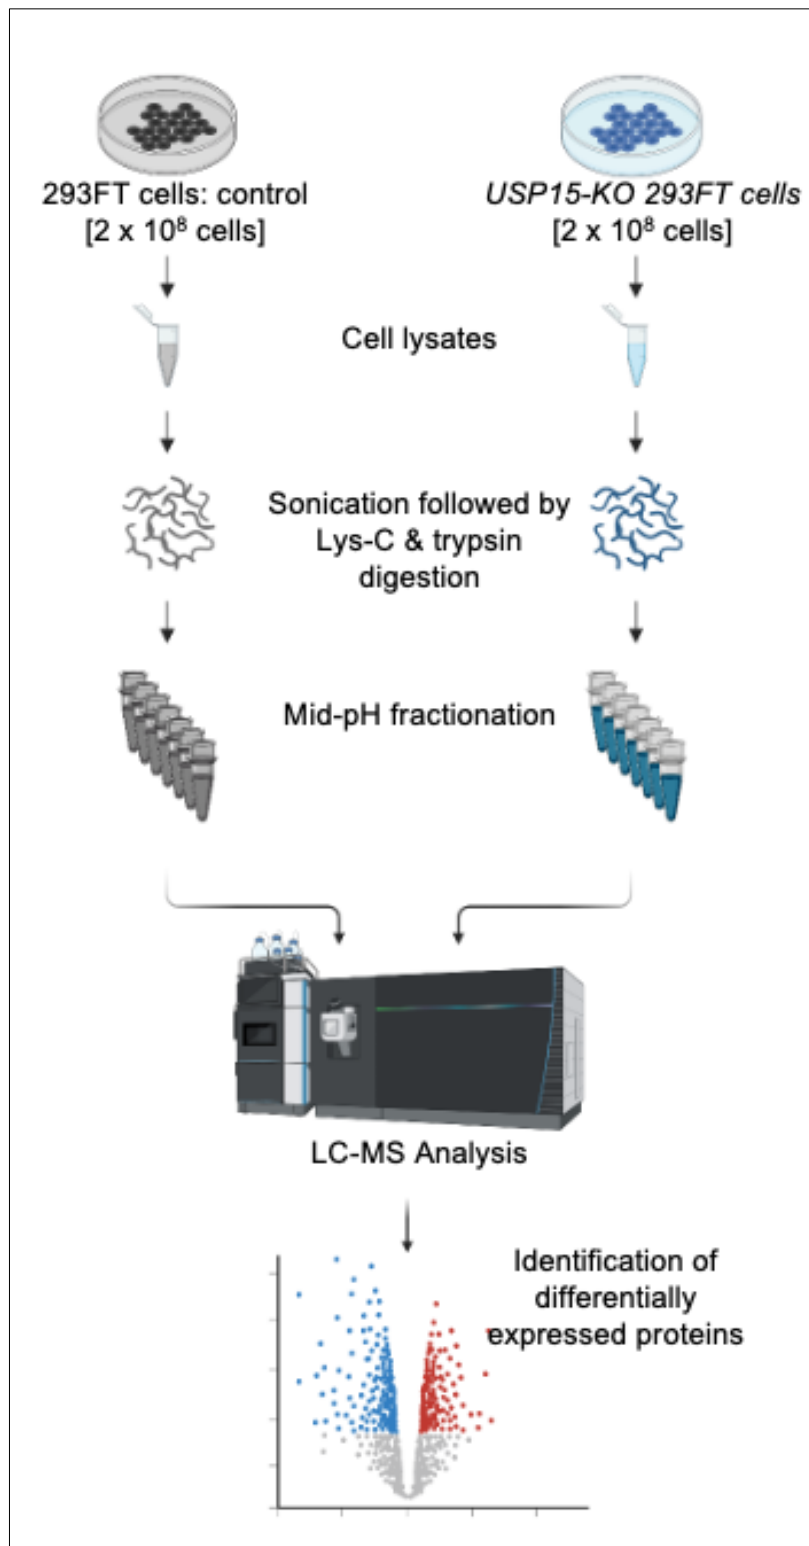 293FT cells: control
[2 x 10⁸ cells]
USP15-KO 293FT cells
[2 x 10⁸ cells]
Cell lysates
Sonication followed by
Lys-C & trypsin
digestion
Mid-pH fractionation
LC-MS Analysis
Identification of
differentially
expressed proteins